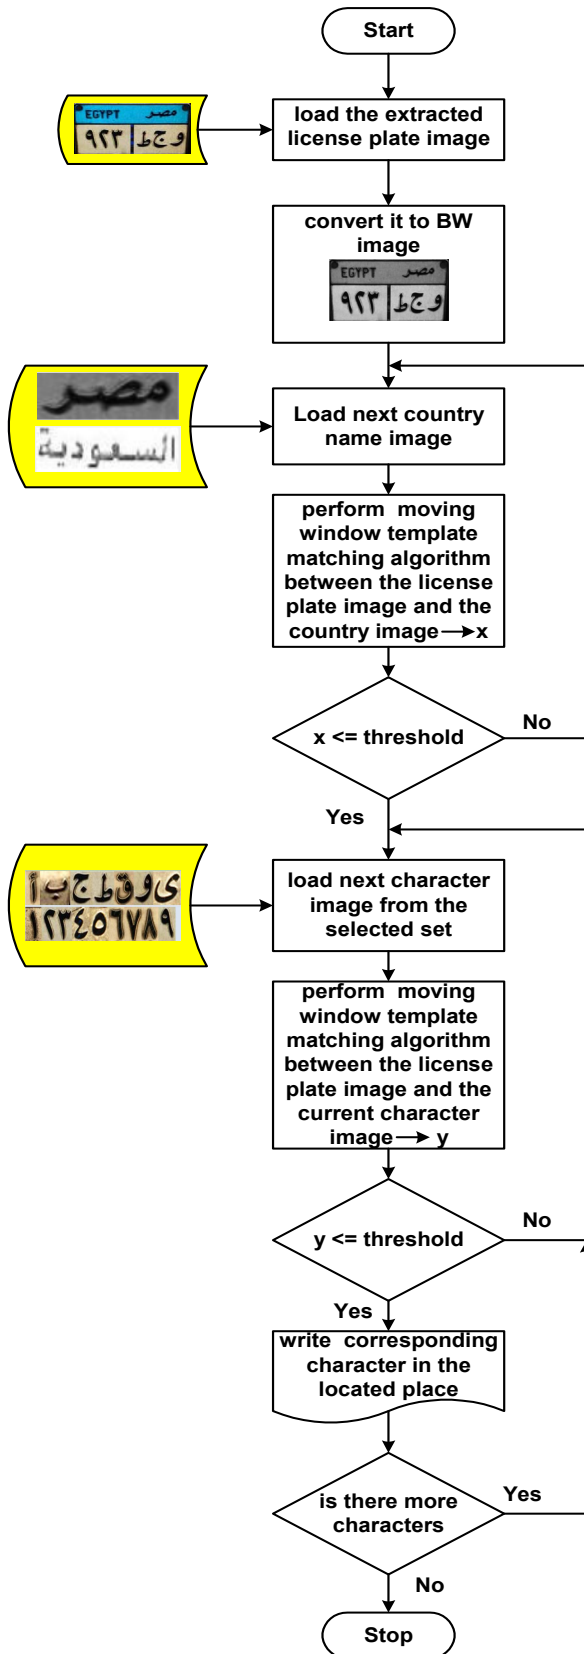 Start
EGYPT مصر
٩٢٣ و ج ط
load the extracted
license plate image
convert it to BW
image
EGYPT مصر
٩٢٣ و ج ط
مصر
السعودية
Load next country
name image
perform moving
window template
matching algorithm
between the license
plate image and the
country image → x
x <= threshold
No
Yes
أ ب ج ط ق و ى
١٢٣٤٥٦٧٨٩
load next character
image from the
selected set
perform moving
window template
matching algorithm
between the license
plate image and the
current character
image → y
y <= threshold
No
Yes
write corresponding
character in the
located place
is there more
characters
Yes
No
Stop